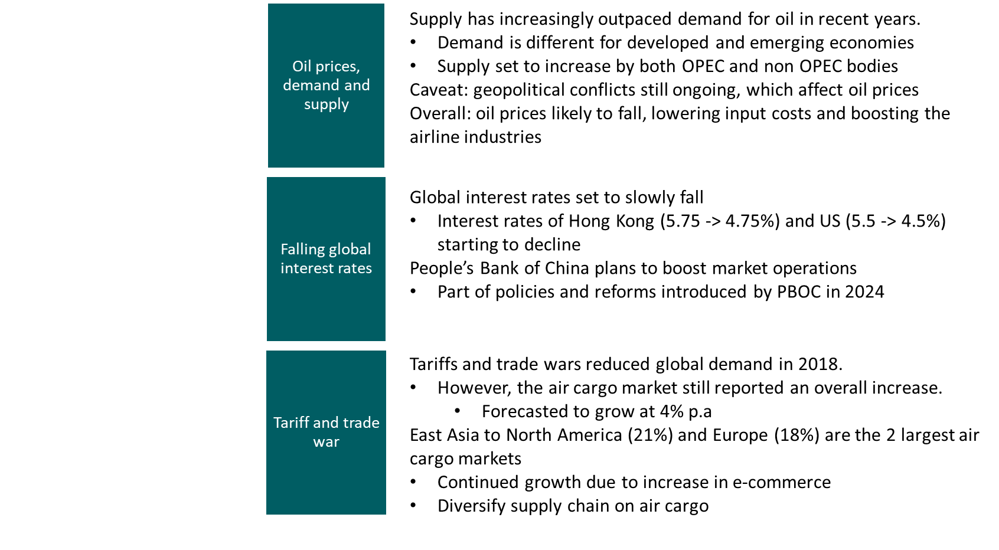 Oil prices,
demand and
supply
Supply has increasingly outpaced demand for oil in recent years.
• Demand is different for developed and emerging economies
• Supply set to increase by both OPEC and non OPEC bodies
Caveat: geopolitical conflicts still ongoing, which affect oil prices
Overall: oil prices likely to fall, lowering input costs and boosting the
airline industries
Falling global
interest rates
Global interest rates set to slowly fall
• Interest rates of Hong Kong (5.75 -> 4.75%) and US (5.5 -> 4.5%)
starting to decline
People’s Bank of China plans to boost market operations
• Part of policies and reforms introduced by PBOC in 2024
Tariff and trade
war
Tariffs and trade wars reduced global demand in 2018.
• However, the air cargo market still reported an overall increase.
• Forecasted to grow at 4% p.a
East Asia to North America (21%) and Europe (18%) are the 2 largest air
cargo markets
• Continued growth due to increase in e-commerce
• Diversify supply chain on air cargo